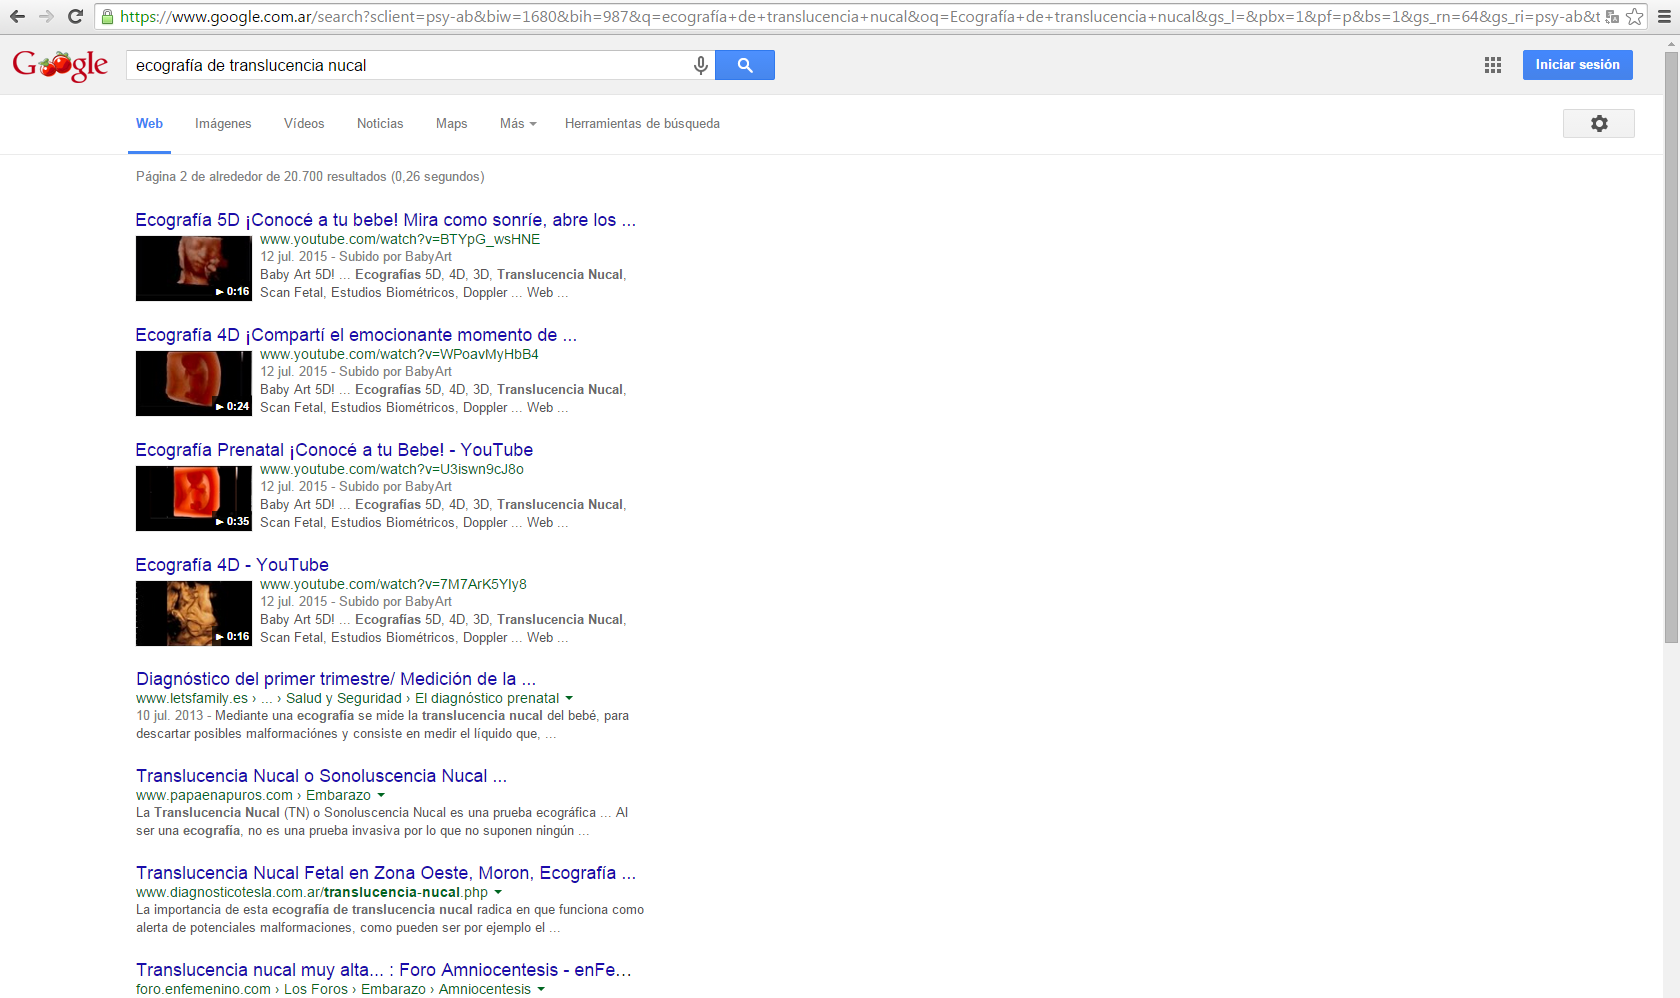 https://www.google.com.ar/search?sclient=psy-ab&biw=1680&bih=987&q=ecografía+de+translucencia+nucal&oq=Ecografía+de+translucencia+nucal&gs_l=&pbx=1&pf=p&bs=1&gs_rn=64&gs_ri=psy-ab&t
Google
ecografía de translucencia nucal
Iniciar sesión
Web Imágenes Vídeos Noticias Maps Más Herramientas de búsqueda
Página 2 de alrededor de 20.700 resultados (0,26 segundos)
Ecografía 5D ¡Conocé a tu bebe! Mira como sonríe, abre los ...
www.youtube.com/watch?v=BTYpG_wsHNE
12 jul. 2015 - Subido por BabyArt
Baby Art 5D! ... Ecografías 5D, 4D, 3D, Translucencia Nucal,
0:16
Scan Fetal, Estudios Biométricos, Doppler ... Web ...
Ecografía 4D ¡Compartí el emocionante momento de ...
www.youtube.com/watch?v=WPoavMyHbB4
12 jul. 2015 - Subido por BabyArt
Baby Art 5D! ... Ecografías 5D, 4D, 3D, Translucencia Nucal,
0:24
Scan Fetal, Estudios Biométricos, Doppler ... Web ...
Ecografía Prenatal ¡Conocé a tu Bebe! - YouTube
www.youtube.com/watch?v=U3iswn9cJ8o
12 jul. 2015 - Subido por BabyArt
Baby Art 5D! ... Ecografías 5D, 4D, 3D, Translucencia Nucal,
0:35
Scan Fetal, Estudios Biométricos, Doppler ... Web ...
Ecografía 4D - YouTube
www.youtube.com/watch?v=7M7ArK5YIy8
12 jul. 2015 - Subido por BabyArt
Baby Art 5D! ... Ecografías 5D, 4D, 3D, Translucencia Nucal,
0:16
Scan Fetal, Estudios Biométricos, Doppler ... Web ...
Diagnóstico del primer trimestre/ Medición de la ...
www.letsfamily.es › ... › Salud y Seguridad › El diagnóstico prenatal
10 jul. 2013 - Mediante una ecografía se mide la translucencia nucal del bebé, para
descartar posibles malformaciónes y consiste en medir el líquido que, ...
Translucencia Nucal o Sonoluscencia Nucal ...
www.papaenapuros.com › Embarazo
La Translucencia Nucal (TN) o Sonoluscencia Nucal es una prueba ecográfica ... Al
ser una ecografía, no es una prueba invasiva por lo que no suponen ningún ...
Translucencia Nucal Fetal en Zona Oeste, Moron, Ecografía ...
www.diagnosticotesla.com.ar/translucencia-nucal.php
La importancia de esta ecografía de translucencia nucal radica en que funciona como
alerta de potenciales malformaciones, como pueden ser por ejemplo el ...
Translucencia nucal muy alta... : Foro Amniocentesis - enFe...
foro.enfemenino.com › Los Foros › Embarazo › Amniocentesis